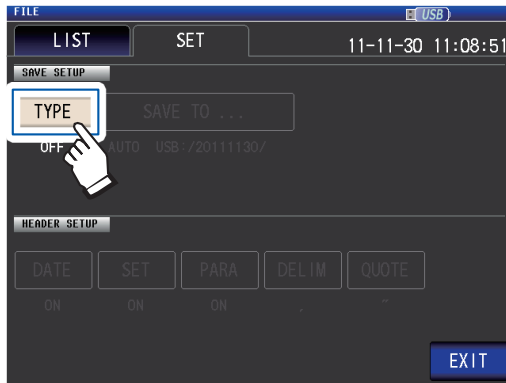 FILE
USB
LIST SET 11-11-30 11:08:51
SAVE SETUP
TYPE SAVE TO ...
OFF AUTO USB:/20111130/
HEADER SETUP
DATE SET PARA DELIM QUOTE
ON ON ON , "
EXIT